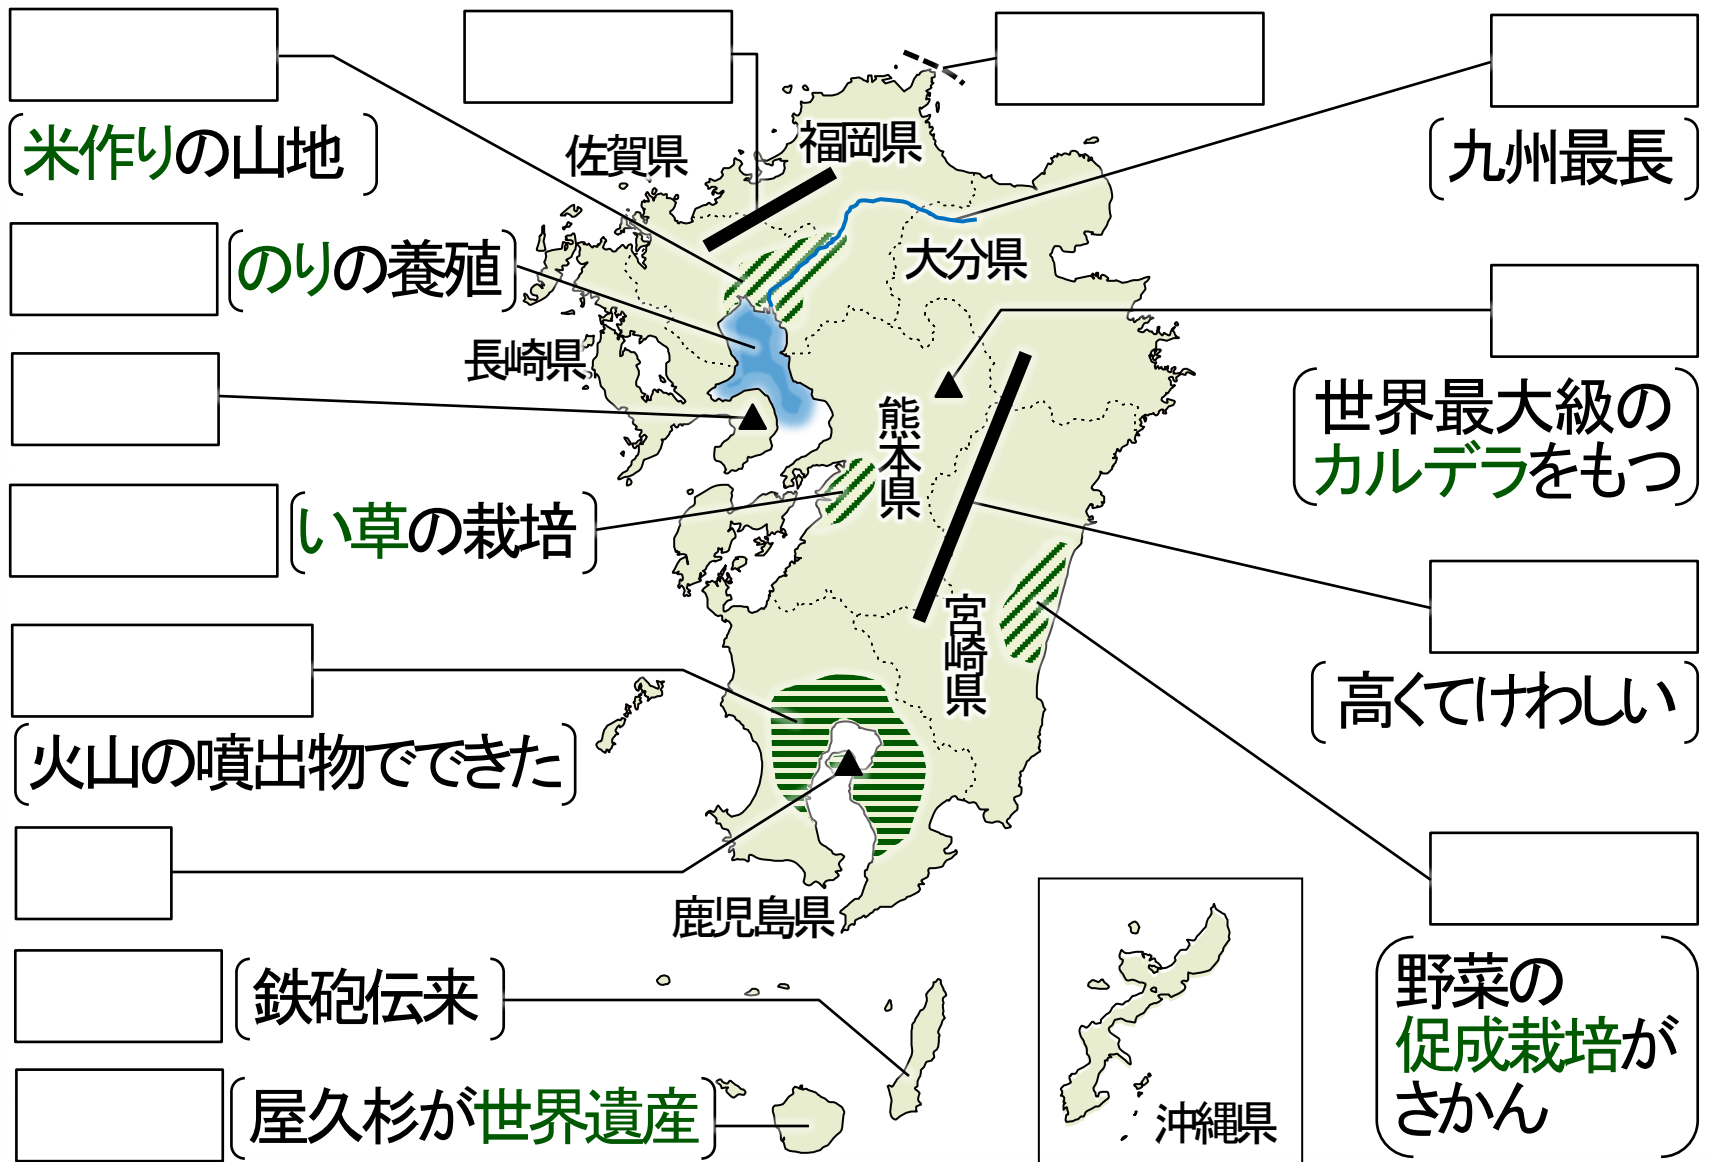 米作りの山地
佐賀県
福岡県
九州最長
のりの養殖
大分県
長崎県
熊本県
世界最大級の
カルデラをもつ
い草の栽培
宮崎県
高くてけわしい
火山の噴出物でできた
鹿児島県
鉄砲伝来
野菜の
促成栽培が
さかん
屋久杉が世界遺産
沖縄県